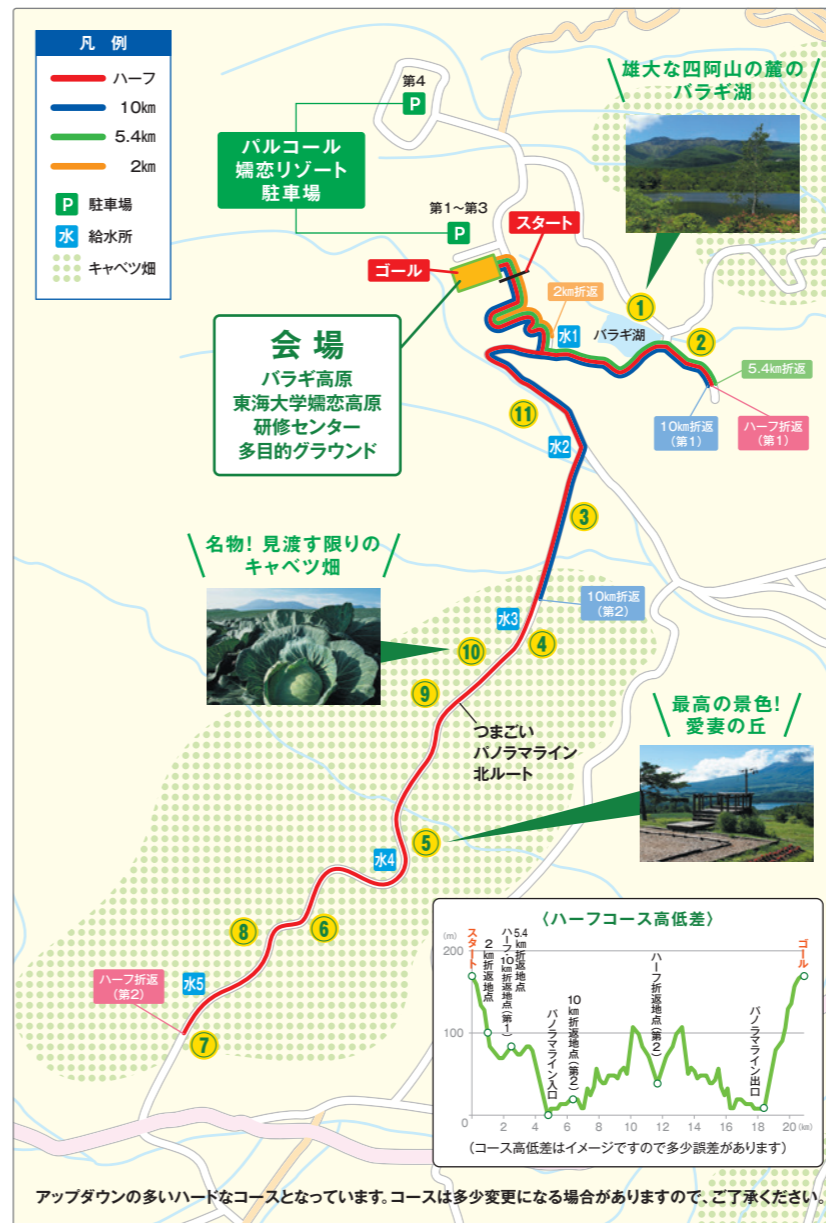 凡例
ハーフ
10km
5.4km
2km
P 駐車場
水 給水所
キャベツ畑
第4
P
パルコール
嬬恋リゾート
駐車場
第1～第3
P
スタート
ゴール
雄大な四阿山の麓の
バラギ湖
会場
バラギ高原
東海大学嬬恋高原
研修センター
多目的グラウンド
2km折返
水1
バラギ湖
1
2
5.4km折返
10km折返
(第1)
ハーフ折返
(第1)
11
水2
3
名物！見渡す限りの
キャベツ畑
10km折返
(第2)
水3
4
10
9
つまごい
パノラマライン
北ルート
最高の景色！
愛妻の丘
5
水4
6
8
水5
ハーフ折返
(第2)
7
〈ハーフコース高低差〉
(m)
200
100
0
スタート
2km折返地点
ハーフ・10km折返地点(第1)
5.4km折返地点
パノラマライン入口
10km折返地点(第2)
ハーフ折返地点(第2)
パノラマライン出口
ゴール
2 4 6 8 10 12 14 16 18 20 (km)
(コース高低差はイメージですので多少誤差があります)
アップダウンの多いハードなコースとなっています。コースは多少変更になる場合がありますので、ご了承ください。